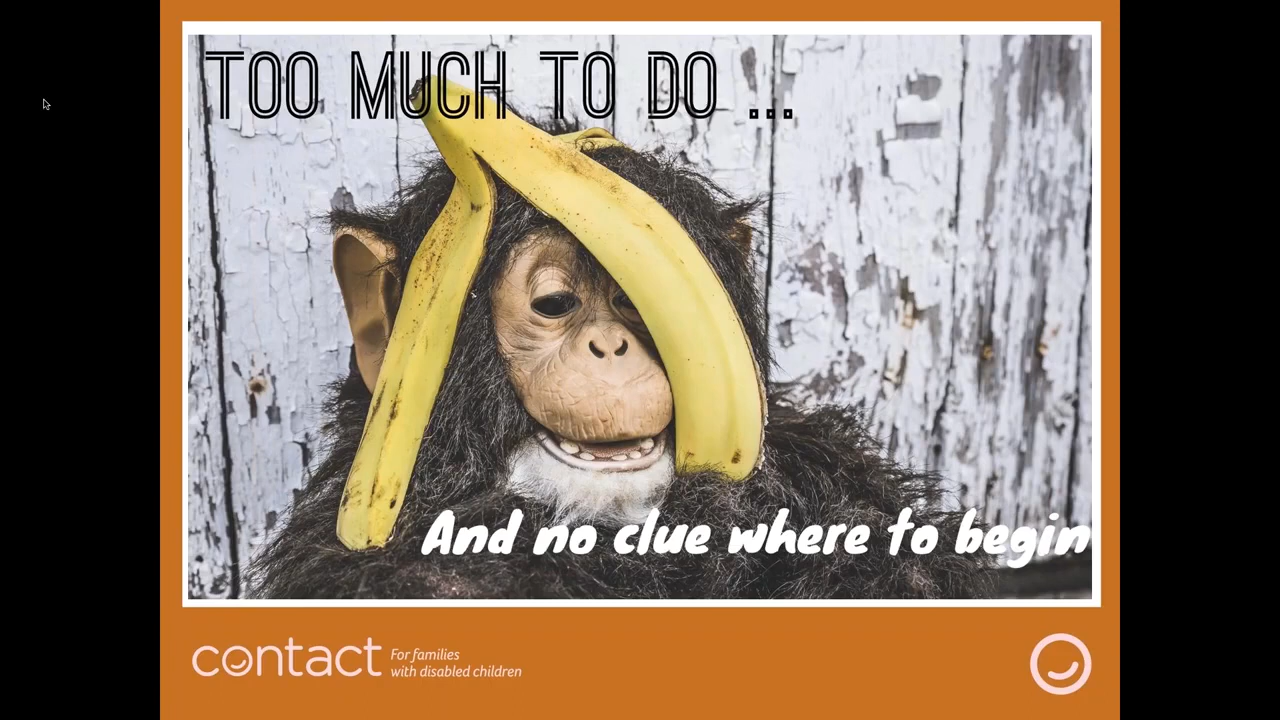 TOO MUCH TO DO ...
And no clue where to begin
contact
For families
with disabled children